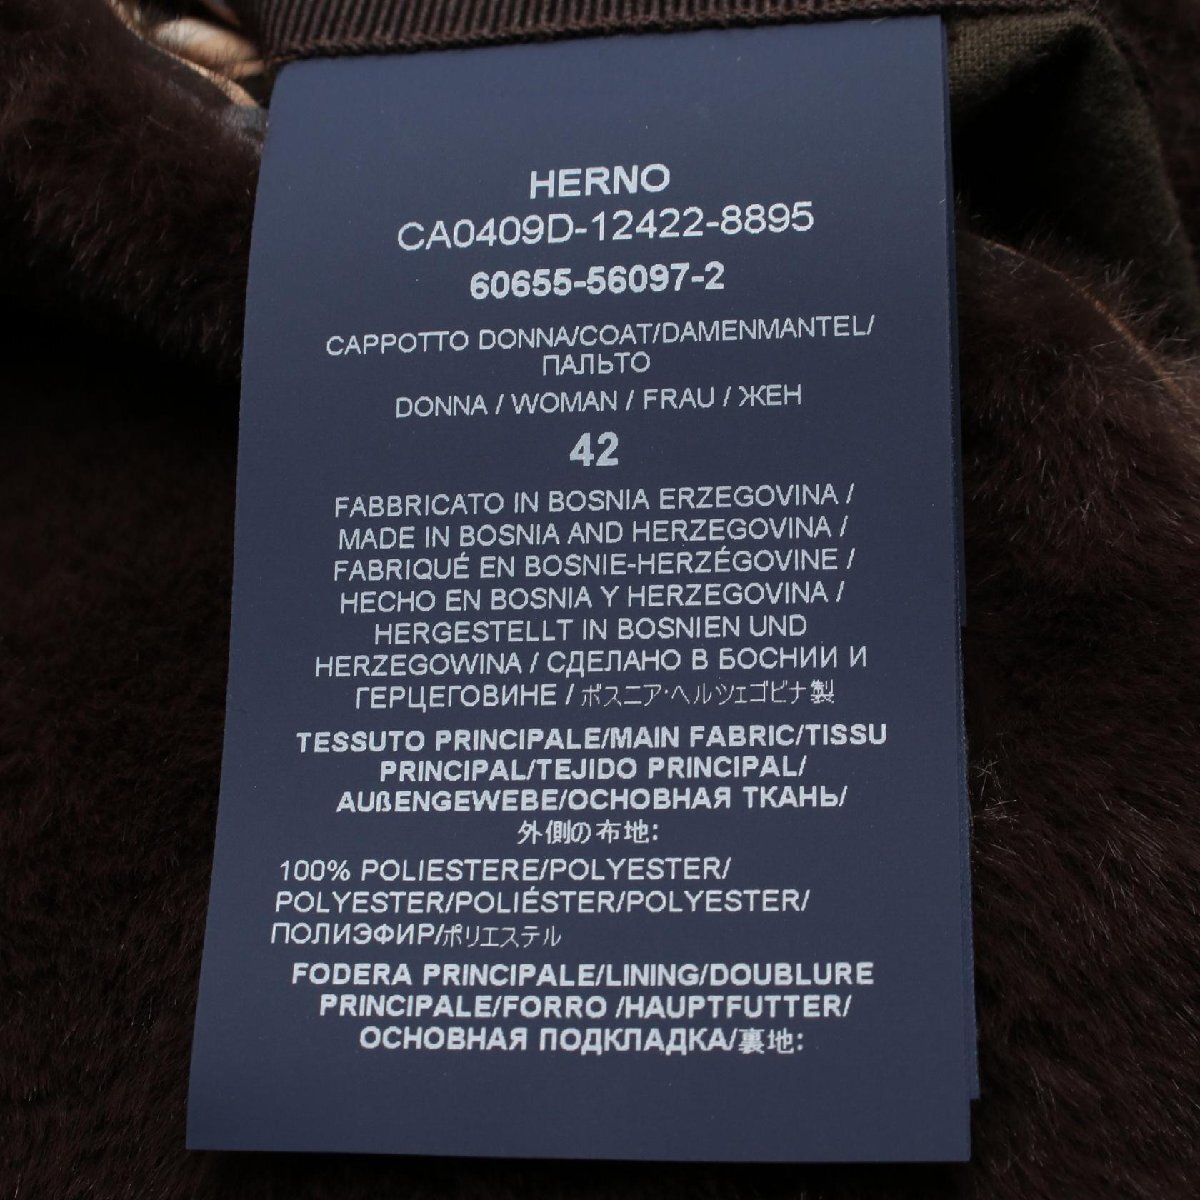 HERNO
CA0409D-12422-8895
60655-56097-2
CAPPOTTO DONNA/COAT/DAMENMANTEL/
ПАЛЬТО
DONNA / WOMAN / FRAU / ЖЕН
42
FABBRICATO IN BOSNIA ERZEGOVINA /
MADE IN BOSNIA AND HERZEGOVINA /
FABRIQUÉ EN BOSNIE-HERZÉGOVINE /
HECHO EN BOSNIA Y HERZEGOVINA /
HERGESTELLT IN BOSNIEN UND
HERZEGOWINA / СДЕЛАНО В БОСНИИ И
ГЕРЦЕГОВИНЕ / ボスニア・ヘルツェゴビナ製
TESSUTO PRINCIPALE/MAIN FABRIC/TISSU
PRINCIPAL/TEJIDO PRINCIPAL/
AUßENGEWEBE/ОСНОВНАЯ ТКАНЬ/
外側の布地:
100% POLIESTERE/POLYESTER/
POLYESTER/POLIÉSTER/POLYESTER/
ПОЛИЭФИР/ポリエステル
FODERA PRINCIPALE/LINING/DOUBLURE
PRINCIPALE/FORRO /HAUPTFUTTER/
ОСНОВНАЯ ПОДКЛАДКА/裏地: